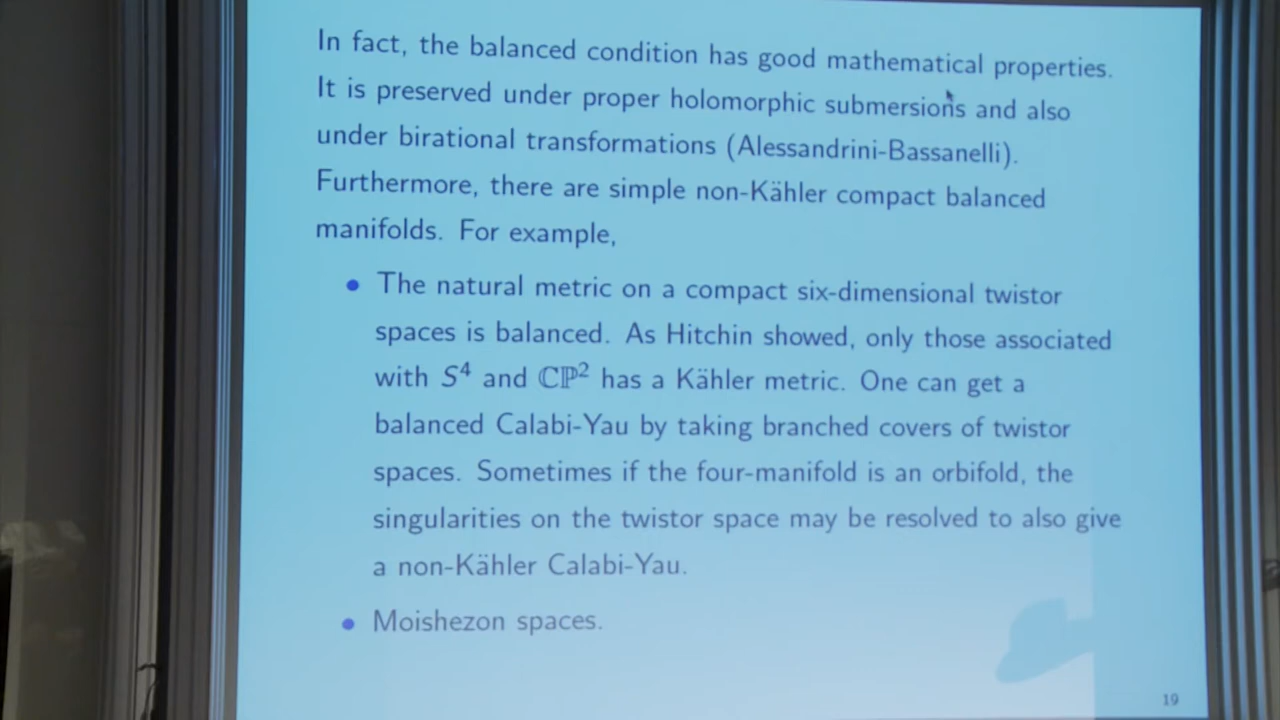 In fact, the balanced condition has good mathematical properties.
It is preserved under proper holomorphic submersions and also
under birational transformations (Alessandrini-Bassanelli).
Furthermore, there are simple non-Kähler compact balanced
manifolds. For example,
• The natural metric on a compact six-dimensional twistor
spaces is balanced. As Hitchin showed, only those associated
with S⁴ and ℂℙ² has a Kähler metric. One can get a
balanced Calabi-Yau by taking branched covers of twistor
spaces. Sometimes if the four-manifold is an orbifold, the
singularities on the twistor space may be resolved to also give
a non-Kähler Calabi-Yau.
• Moishezon spaces.
19